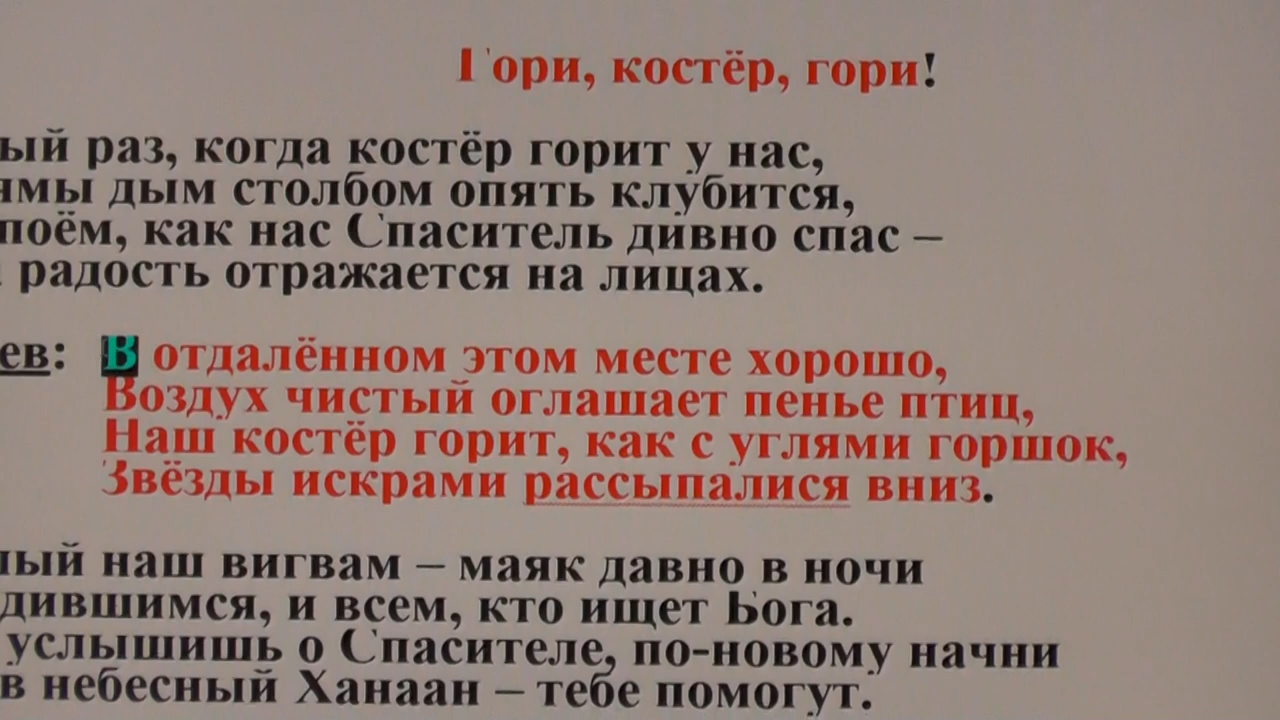 Гори, костёр, гори!
ый раз, когда костёр горит у нас,
ямы дым столбом опять клубится,
поём, как нас Спаситель дивно спас –
радость отражается на лицах.
ев: В отдалённом этом месте хорошо,
Воздух чистый оглашает пенье птиц,
Наш костёр горит, как с углями горшок,
Звёзды искрами рассыпалися вниз.
ый наш вигвам – маяк давно в ночи
дившимся, и всем, кто ищет Бога.
услышишь о Спасителе, по-новому начни
в небесный Ханаан – тебе помогут.